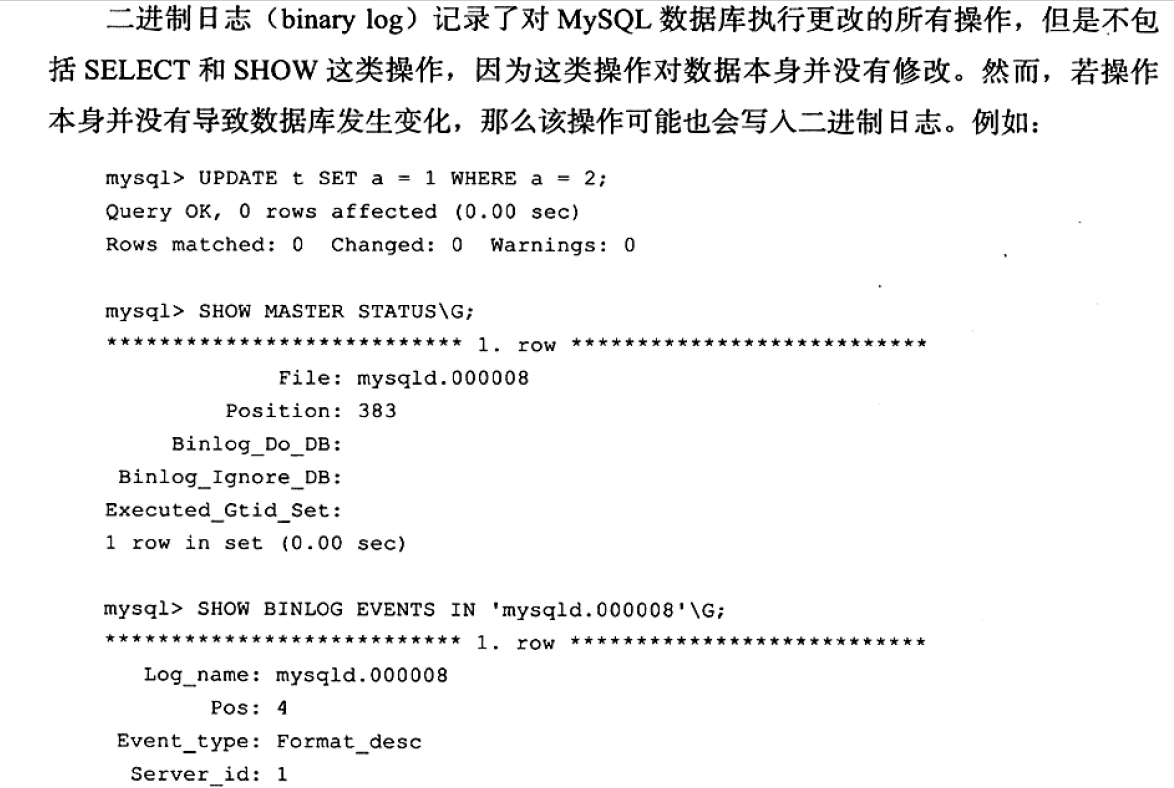 二进制日志（binary log）记录了对 MySQL 数据库执行更改的所有操作，但是不包
括 SELECT 和 SHOW 这类操作，因为这类操作对数据本身并没有修改。然而，若操作
本身并没有导致数据库发生变化，那么该操作可能也会写入二进制日志。例如：
mysql> UPDATE t SET a = 1 WHERE a = 2;
Query OK, 0 rows affected (0.00 sec)
Rows matched: 0  Changed: 0  Warnings: 0
mysql> SHOW MASTER STATUS\G;
*************************** 1. row ***************************
File: mysqld.000008
Position: 383
Binlog_Do_DB:
Binlog_Ignore_DB:
Executed_Gtid_Set:
1 row in set (0.00 sec)
mysql> SHOW BINLOG EVENTS IN 'mysqld.000008'\G;
*************************** 1. row ***************************
Log_name: mysqld.000008
Pos: 4
Event_type: Format_desc
Server_id: 1